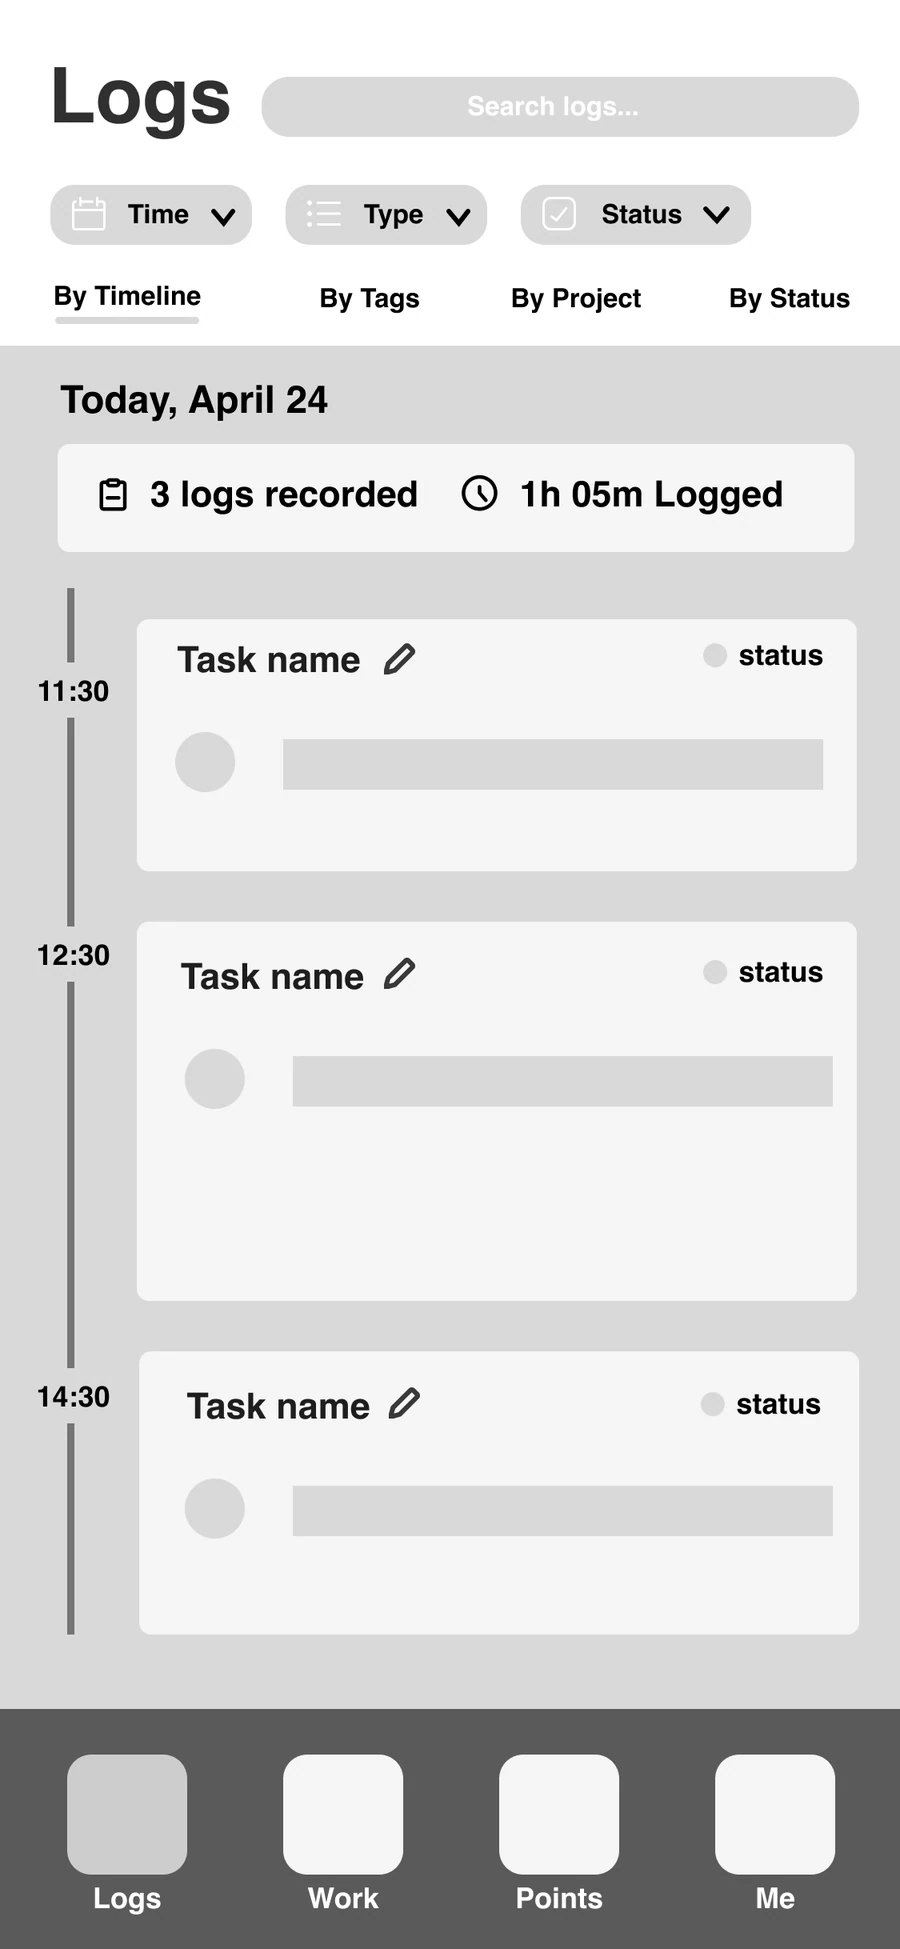 Logs
Search logs...
Time
Type
Status
By Timeline
By Tags
By Project
By Status
Today, April 24
3 logs recorded
1h 05m Logged
Task name
status
11:30
12:30
Task name
status
14:30
Task name
status
Logs
Work
Points
Me